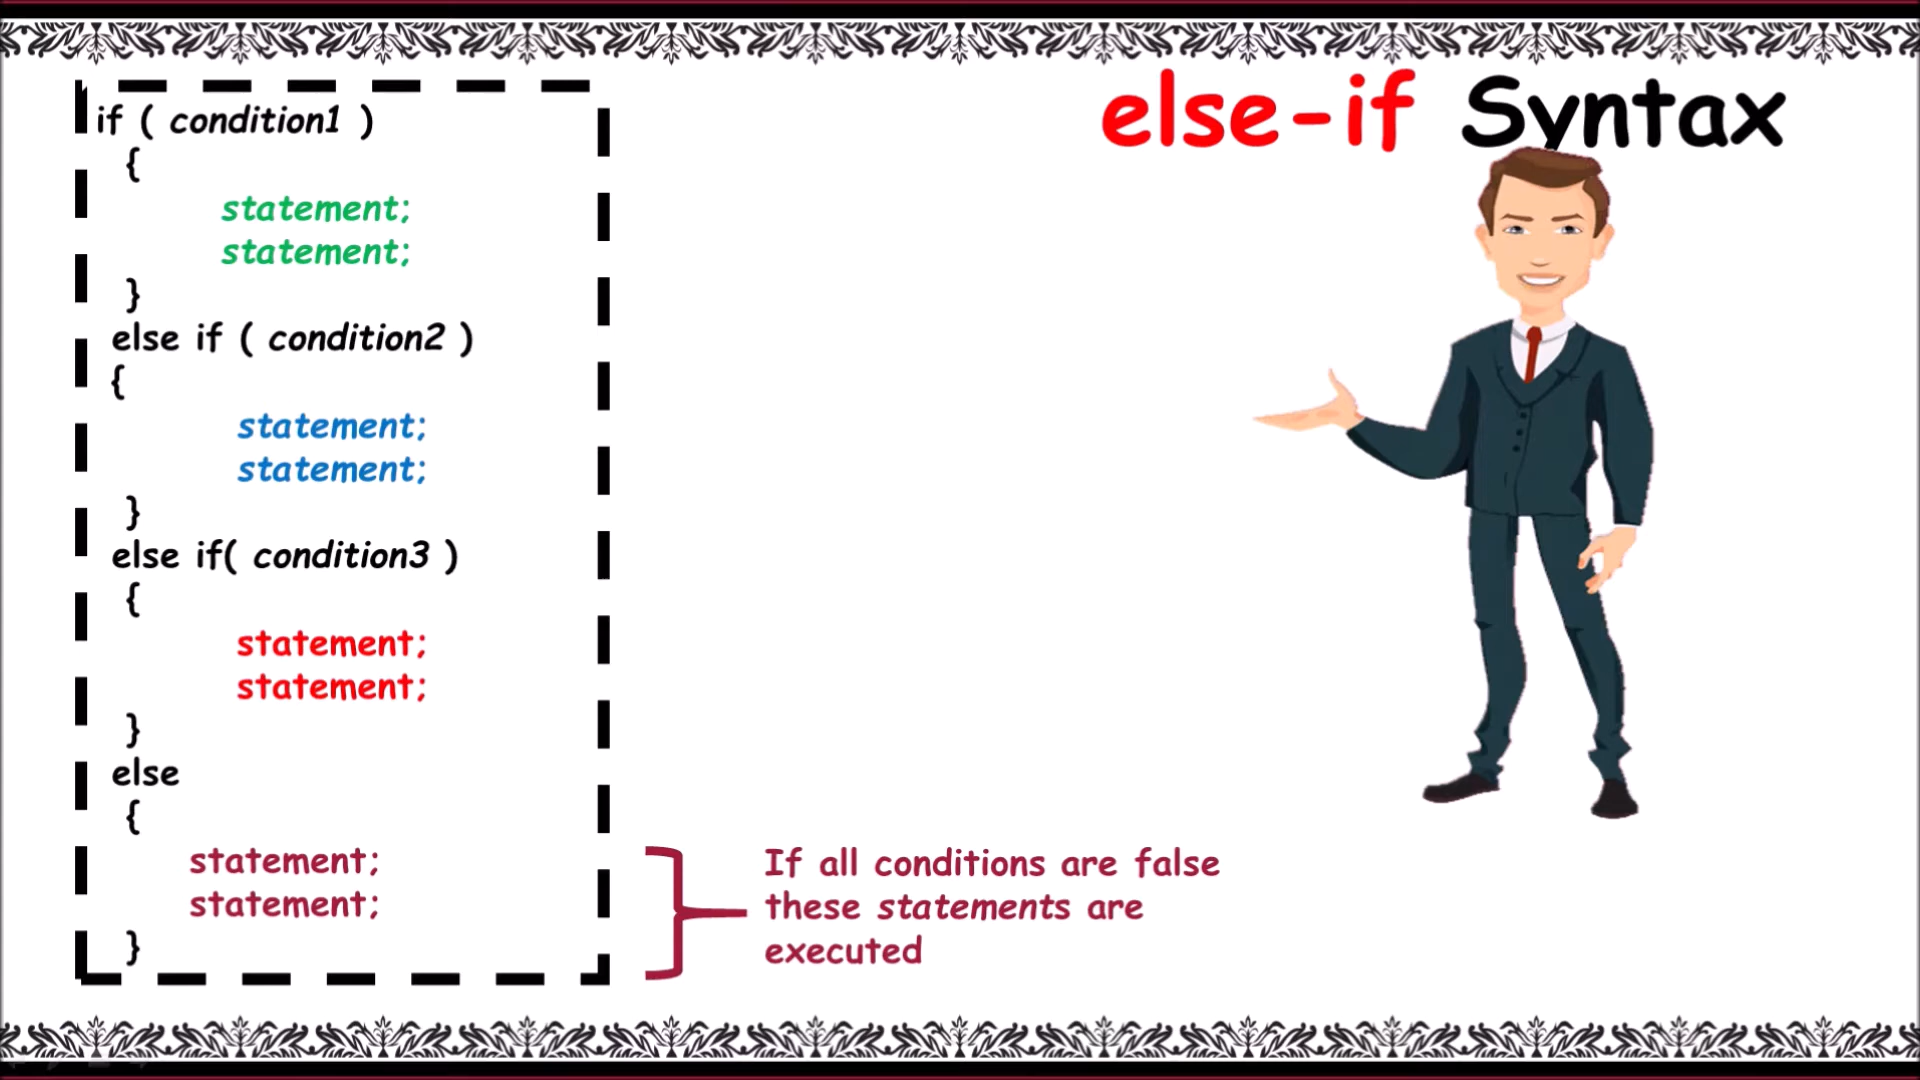 else-if Syntax
if ( condition1 )
{
statement;
statement;
}
else if ( condition2 )
{
statement;
statement;
}
else if( condition3 )
{
statement;
statement;
}
else
{
statement;
statement;
}
If all conditions are false
these statements are
executed